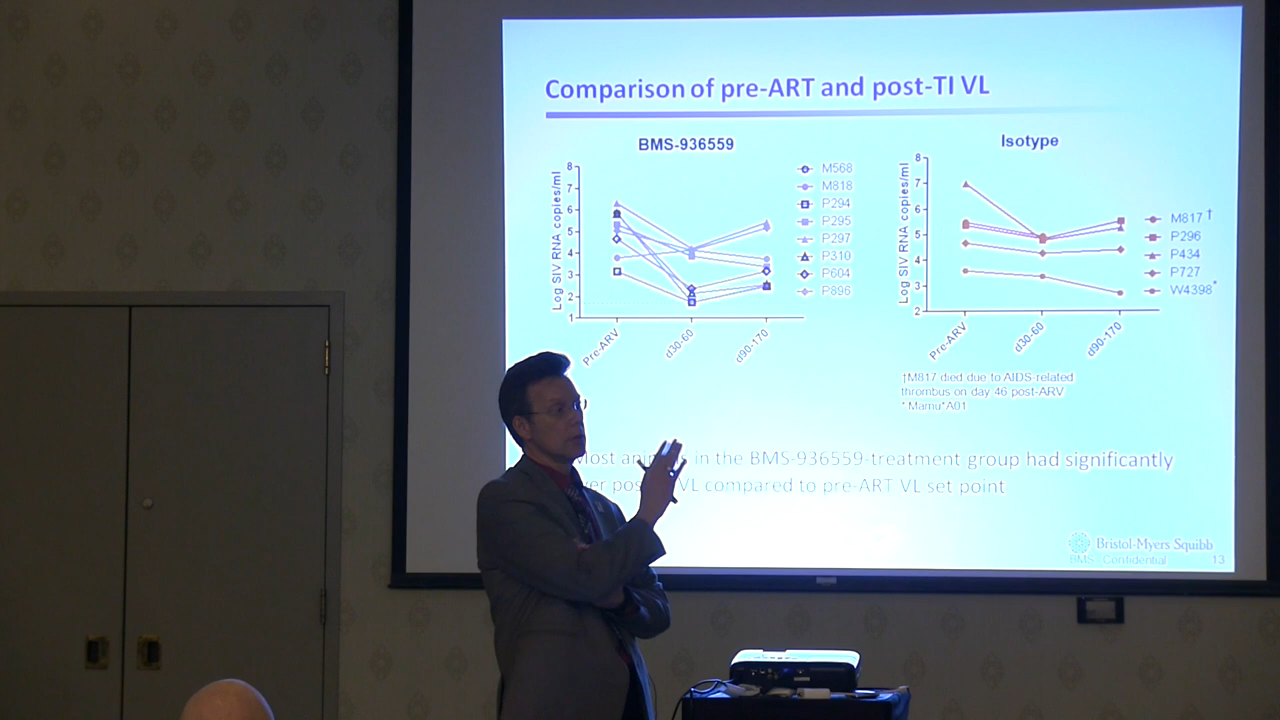 Comparison of pre-ART and post-TI VL
BMS-936559
Log SIV RNA copies/ml
8
7
6
5
4
3
2
1
Pre-ARV
d30-60
d90-170
M568
M818
P294
P295
P297
P310
P604
P896
Isotype
Log SIV RNA copies/ml
8
7
6
5
4
3
2
Pre-ARV
d30-60
d90-170
M817†
P296
P434
P727
W4398*
†M817 died due to AIDS-related
thrombus on day 46 post-ARV
*Mamu*A01
Most in the BMS-936559-treatment group had significantly
VL compared to pre-ART VL set point
Bristol-Myers Squibb
BMS Confidential
13